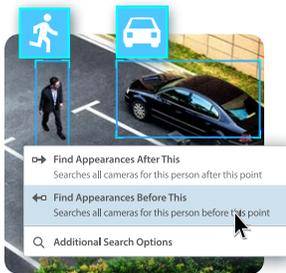 Find Appearances After This
Searches all cameras for this person after this point
Find Appearances Before This
Searches all cameras for this person before this point
Additional Search Options